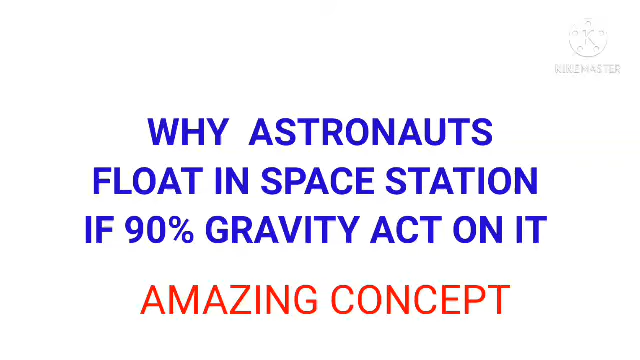 KINEMASTER
WHY ASTRONAUTS
FLOAT IN SPACE STATION
IF 90% GRAVITY ACT ON IT
AMAZING CONCEPT